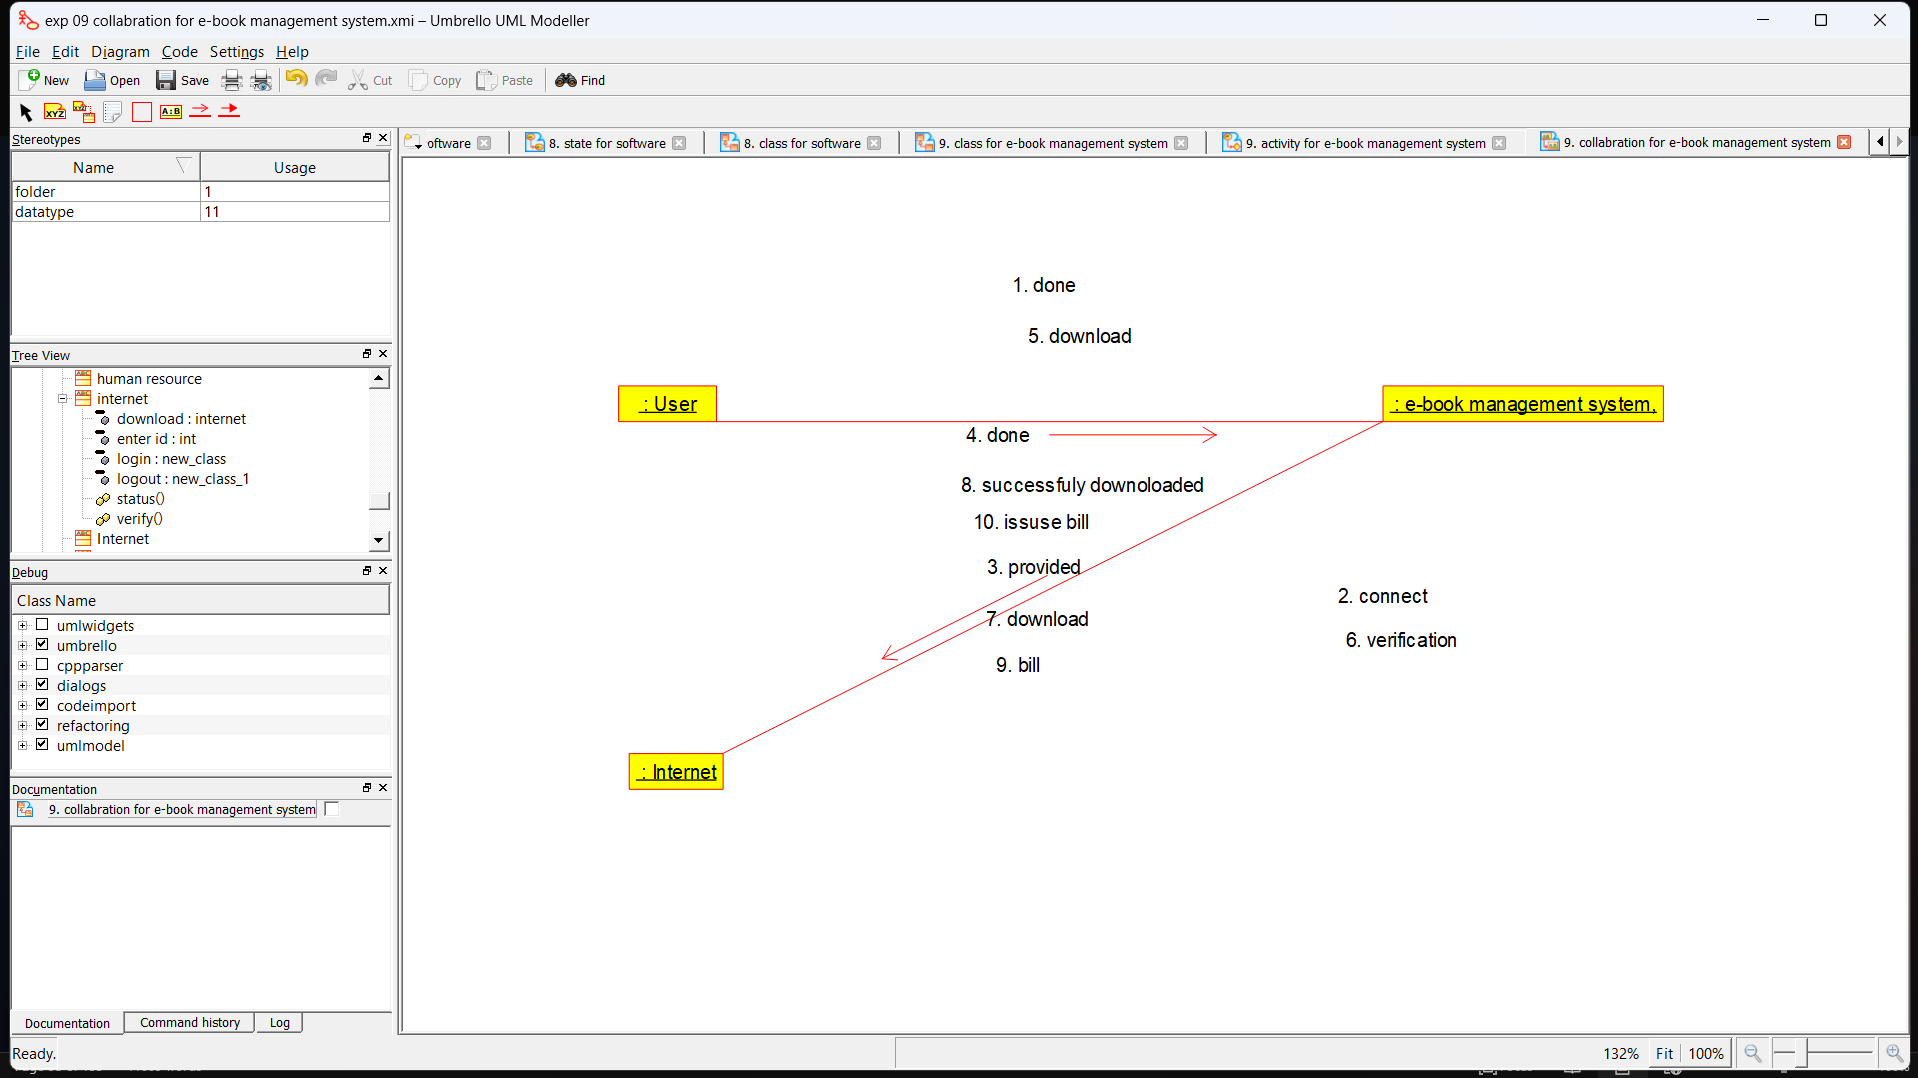 exp 09 collabration for e-book management system.xmi – Umbrello UML Modeller
File Edit Diagram Code Settings Help
New Open Save Cut Copy Paste Find
XYZ A:B
Stereotypes
Name Usage
folder 1
datatype 11
Tree View
human resource
internet
download : internet
enter id : int
login : new_class
logout : new_class_1
status()
verify()
Internet
Debug
Class Name
umlwidgets
umbrello
cppparser
dialogs
codeimport
refactoring
umlmodel
Documentation
9. collabration for e-book management system
Documentation Command history Log
oftware 8. state for software 8. class for software 9. class for e-book management system 9. activity for e-book management system 9. collabration for e-book management system
1. done
5. download
: User
: e-book management system,
4. done
8. successfuly downoloaded
10. issuse bill
3. provided
2. connect
7. download
6. verification
9. bill
: Internet
Ready.
132% Fit 100%